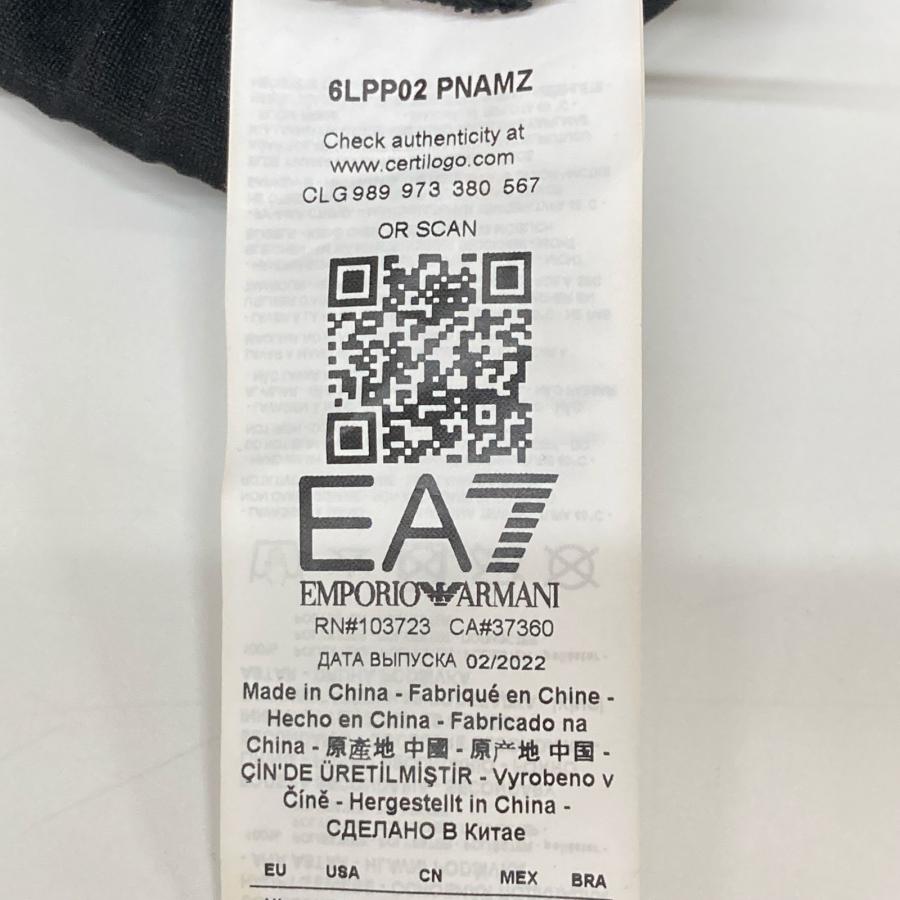 6LPP02 PNAMZ
Check authenticity at
www.certilogo.com
CLG 989 973 380 567
OR SCAN
EA7
EMPORIO ARMANI
RN#103723 CA#37360
ДАТА ВЫПУСКА 02/2022
Made in China - Fabriqué en Chine -
Hecho en China - Fabricado na
China - 原產地 中國 - 原产地 中国 -
ÇİN'DE ÜRETİLMİŞTİR - Vyrobeno v
Číně - Hergestellt in China -
СДЕЛАНО В Китае
EU USA CN MEX BRA